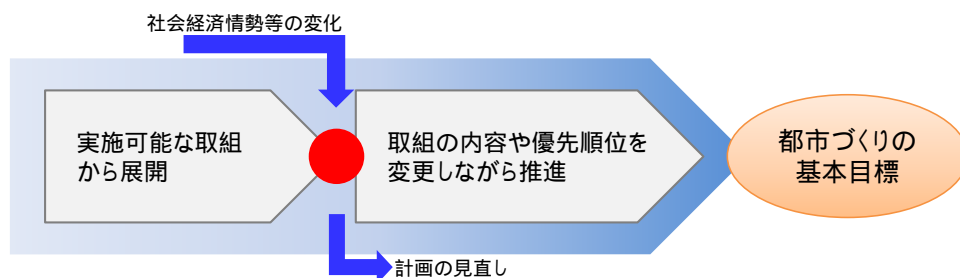 社会経済情勢等の変化
実施可能な取組
から展開
取組の内容や優先順位を
変更しながら推進
都市づくりの
基本目標
計画の見直し